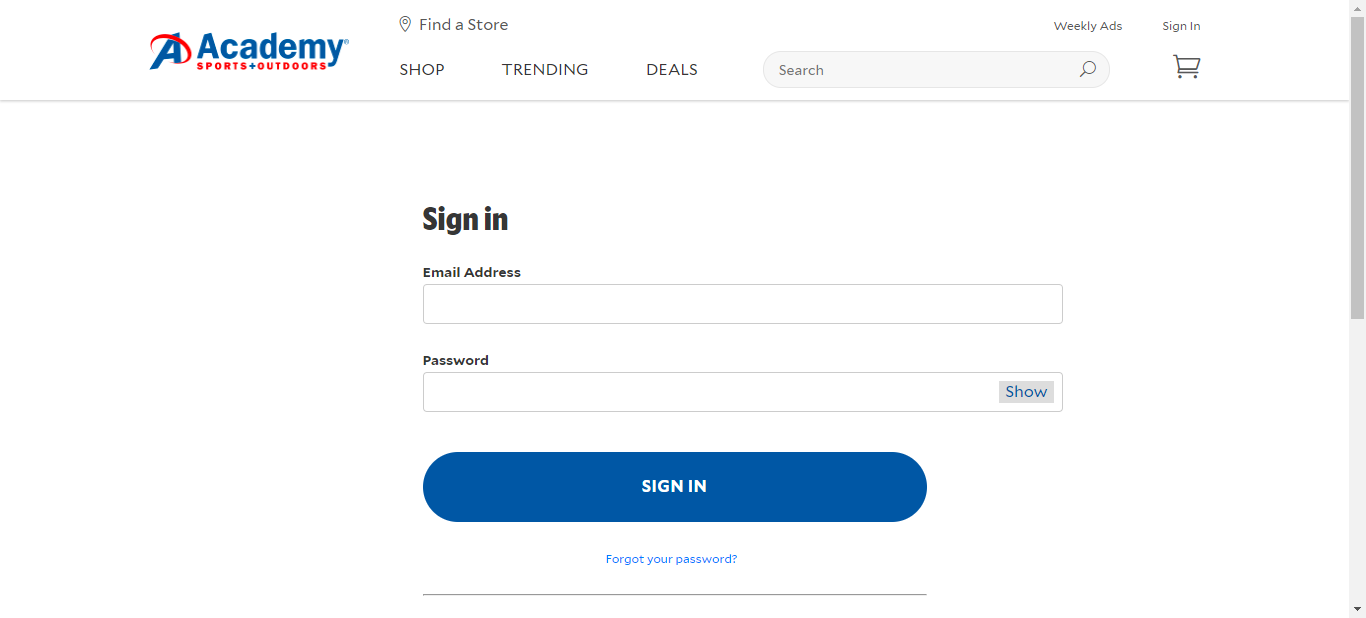 Find a Store
Weekly Ads
Sign In
Academy
SPORTS+OUTDOORS
SHOP
TRENDING
DEALS
Search
Sign in
Email Address
Password
Show
SIGN IN
Forgot your password?